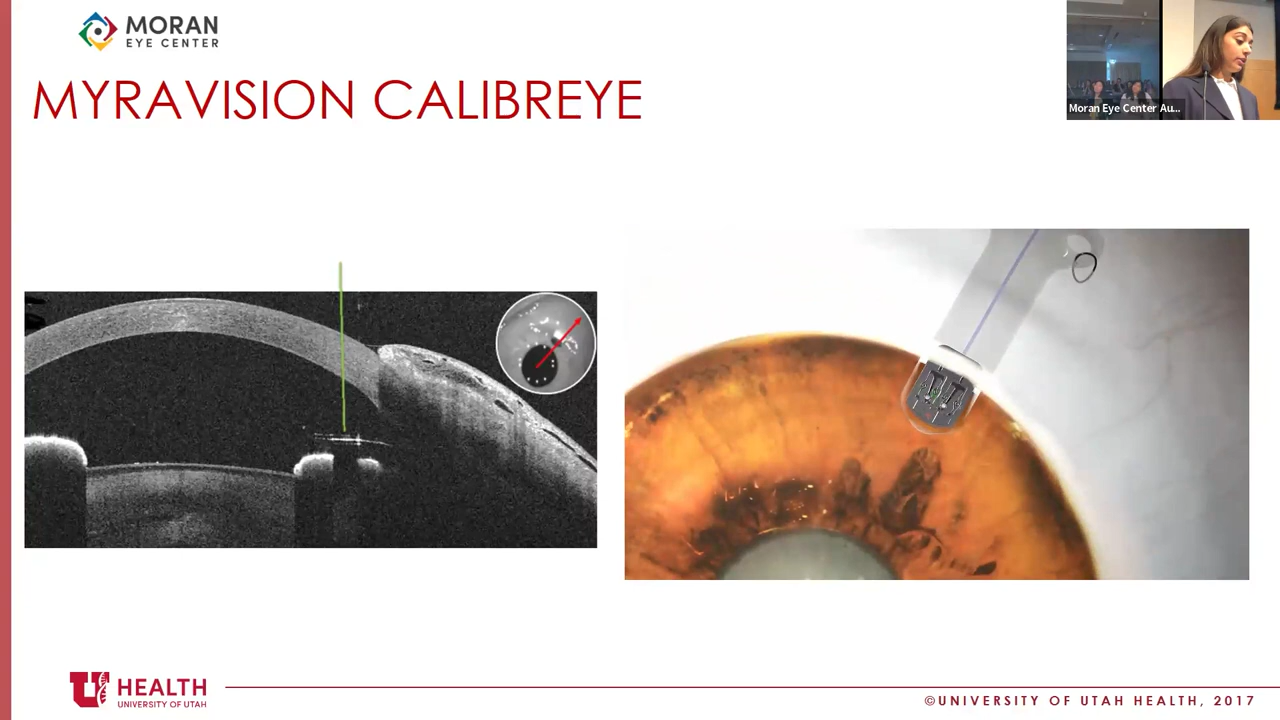 MORAN
EYE CENTER
MYRAVISION CALIBREYE
Moran Eye Center Au...
HEALTH
UNIVERSITY OF UTAH
©UNIVERSITY OF UTAH HEALTH, 2017